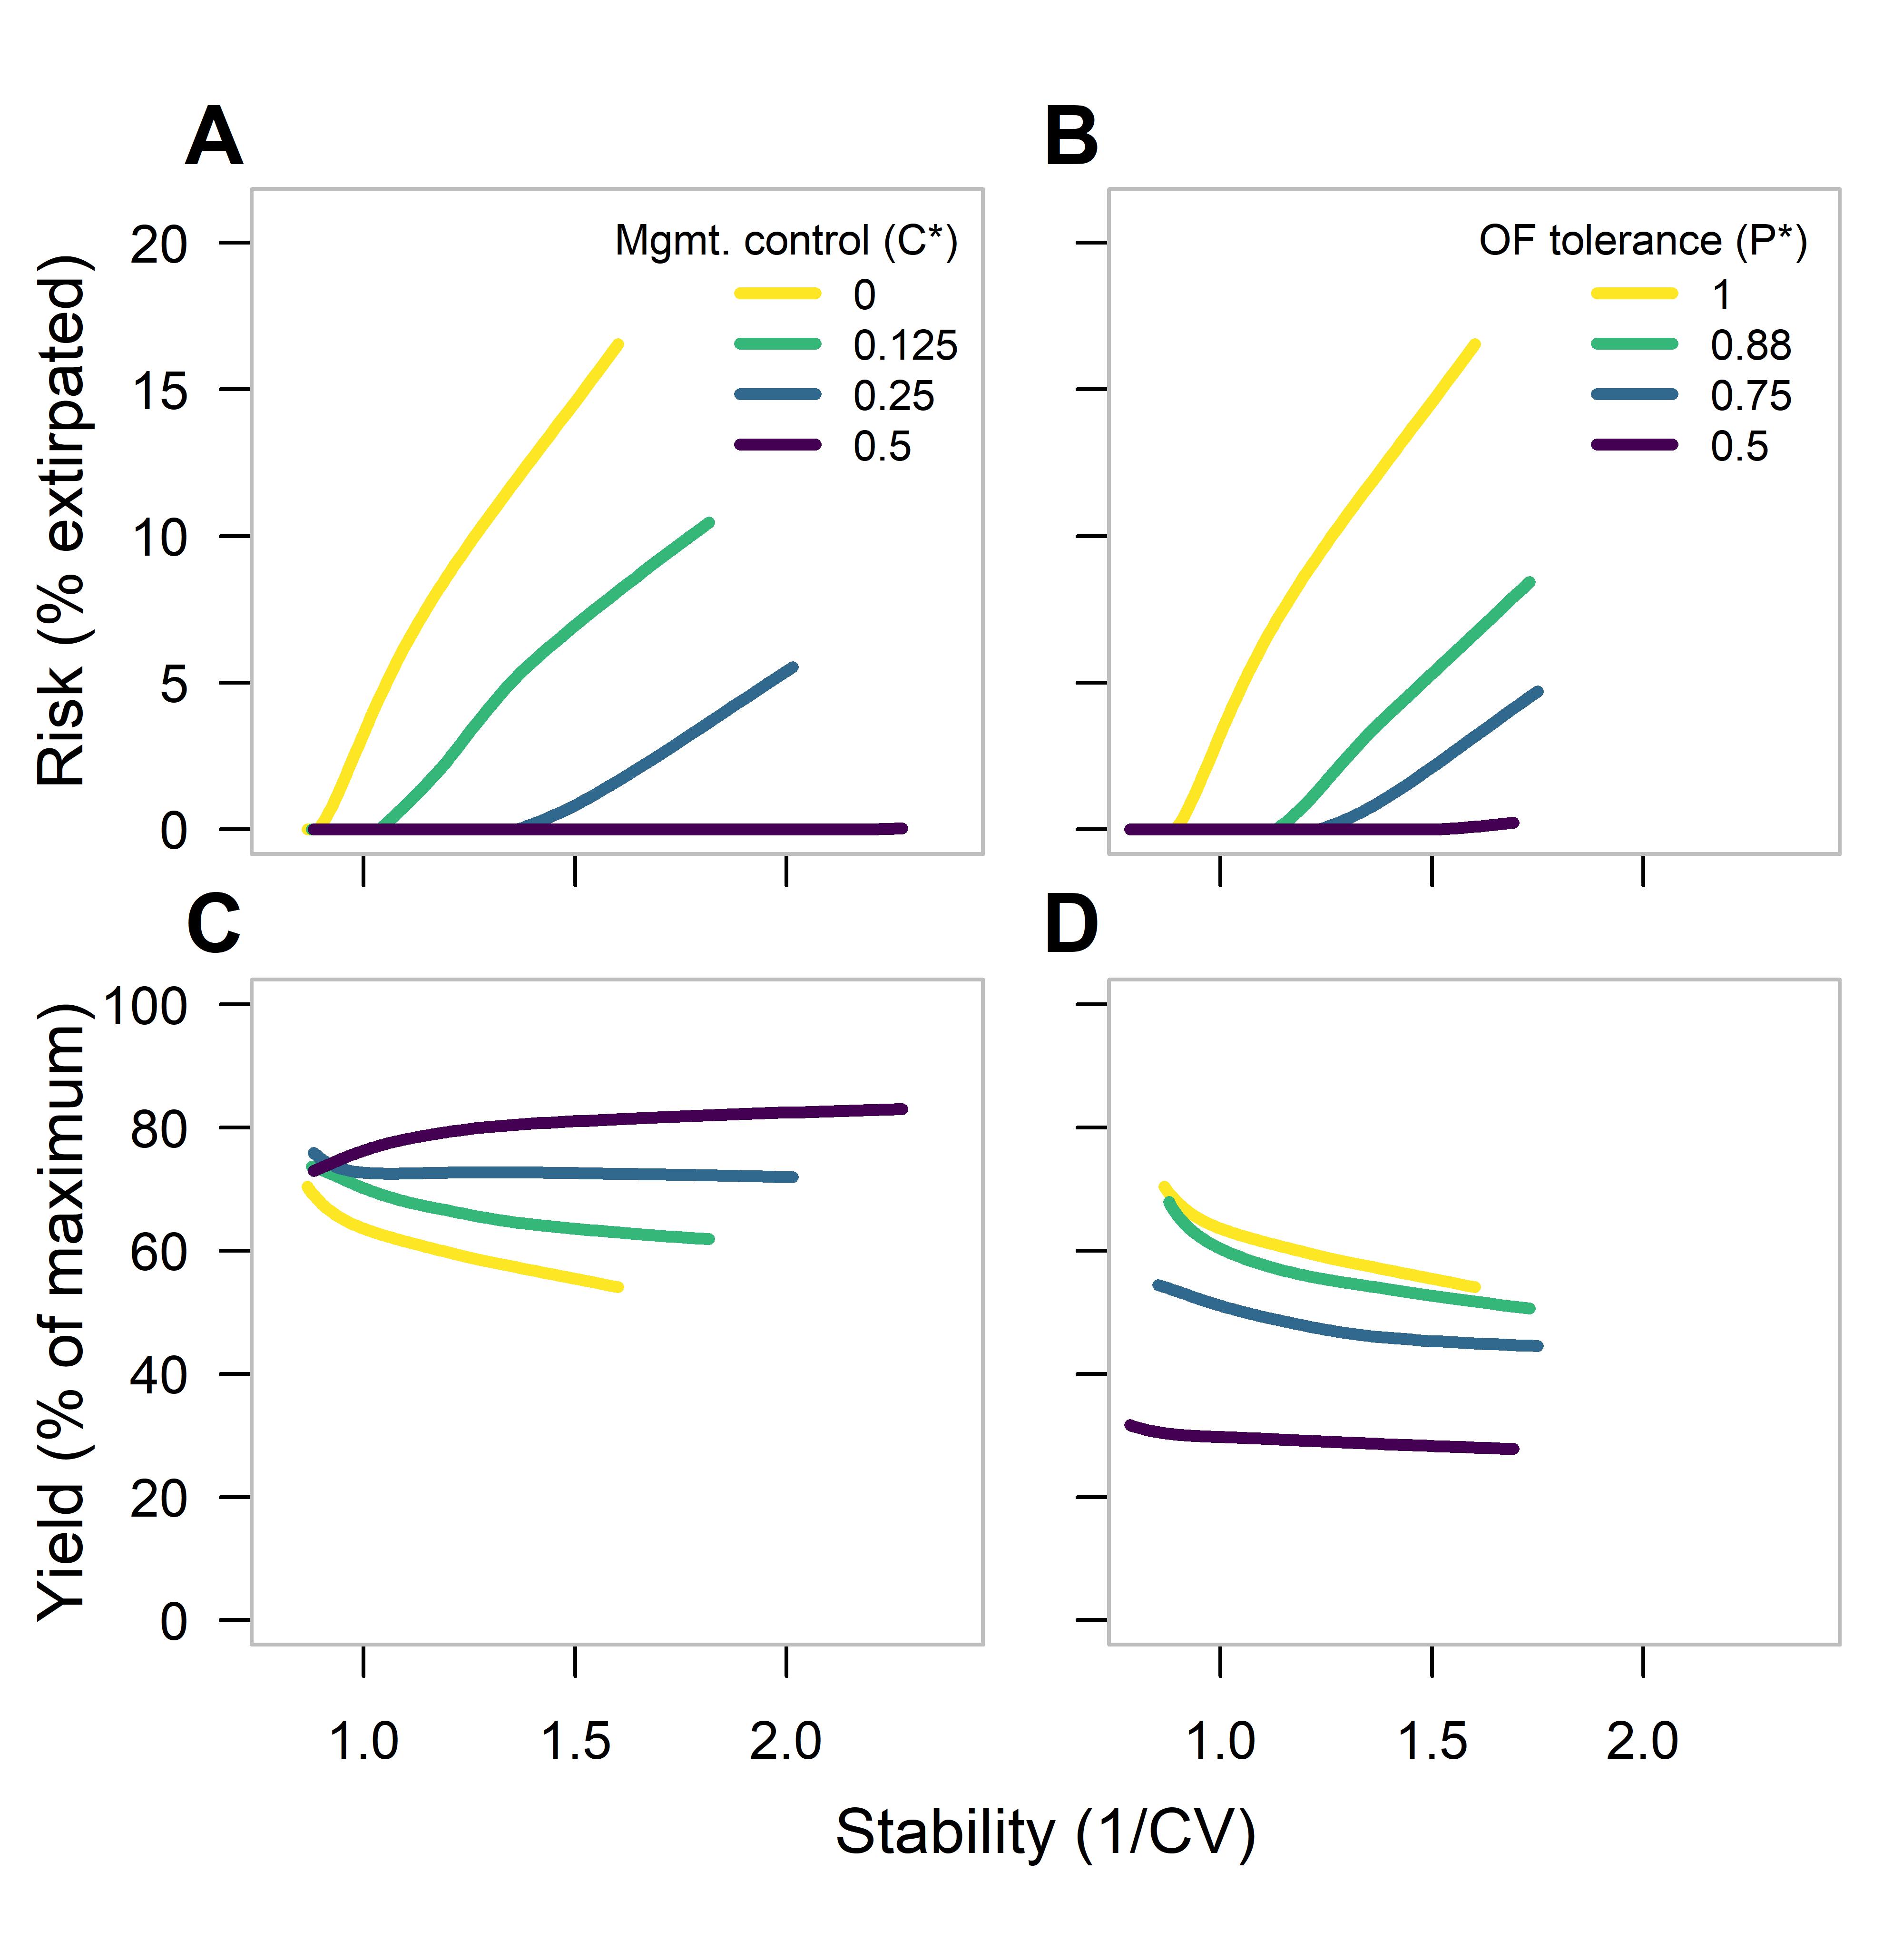 A
B
Risk (% extirpated)
20
15
10
5
0
Mgmt. control (C*)
0
0.125
0.25
0.5
OF tolerance (P*)
1
0.88
0.75
0.5
C
D
Yield (% of maximum)
100
80
60
40
20
0
1.0 1.5 2.0
1.0 1.5 2.0
Stability (1/CV)